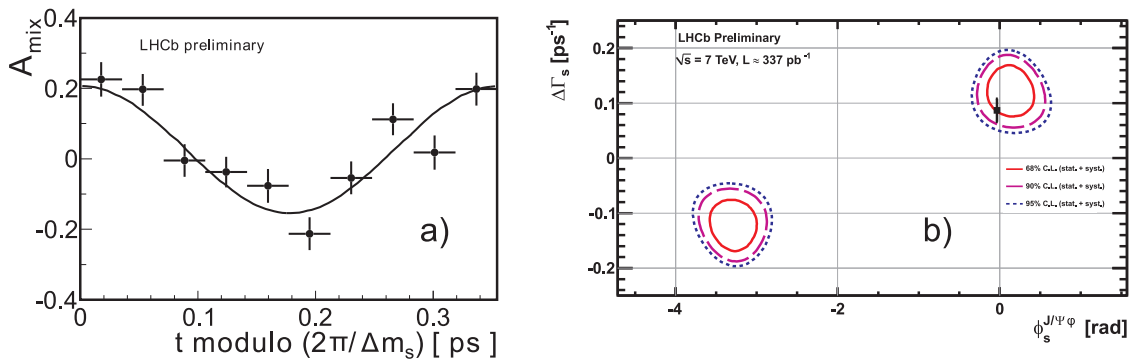 A_mix
0.4
0.2
0
-0.2
-0.4
LHCb preliminary
a)
0 0.1 0.2 0.3
t modulo (2π/Δm_s) [ ps ]
ΔΓ_s [ps^-1]
0.2
0.1
0
-0.1
-0.2
LHCb Preliminary
√s = 7 TeV, L ≈ 337 pb^-1
68% C.L. (stat. + syst.)
90% C.L. (stat. + syst.)
95% C.L. (stat. + syst.)
b)
-4 -2 0
ϕ_s^J/Ψφ [rad]